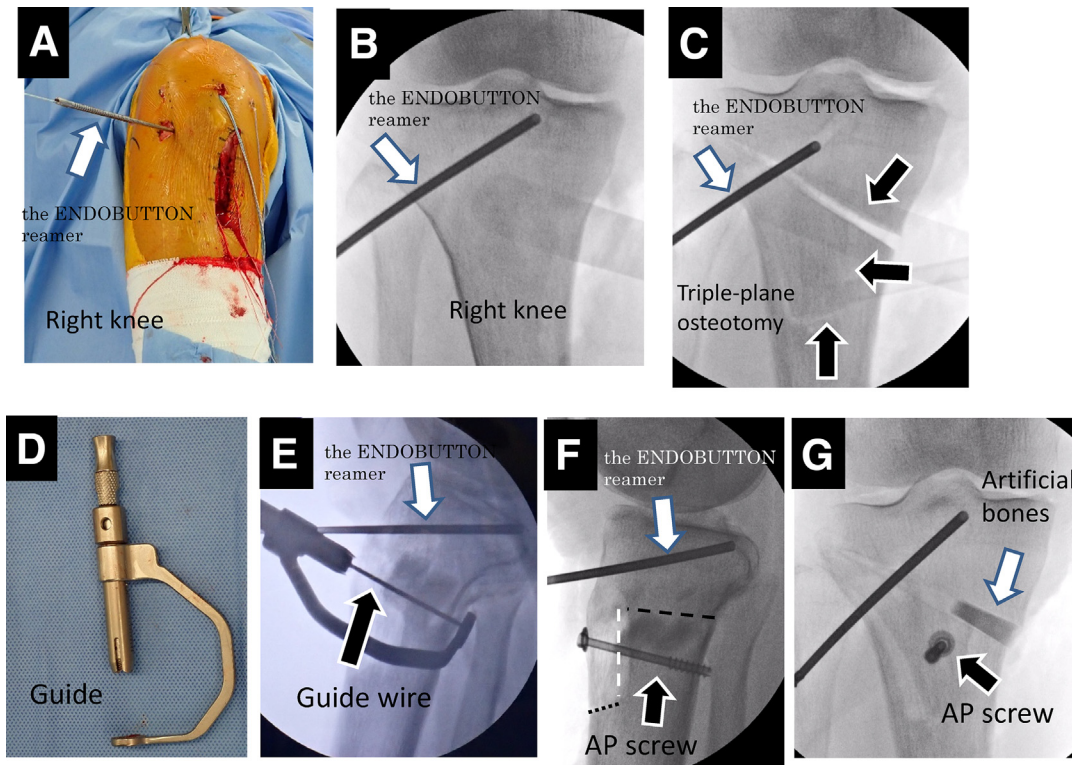 A
the ENDOBUTTON
reamer
Right knee
B
the ENDOBUTTON
reamer
Right knee
C
the ENDOBUTTON
reamer
Triple-plane
osteotomy
D
Guide
E
the ENDOBUTTON
reamer
Guide wire
F
the ENDOBUTTON
reamer
AP screw
G
Artificial
bones
AP screw